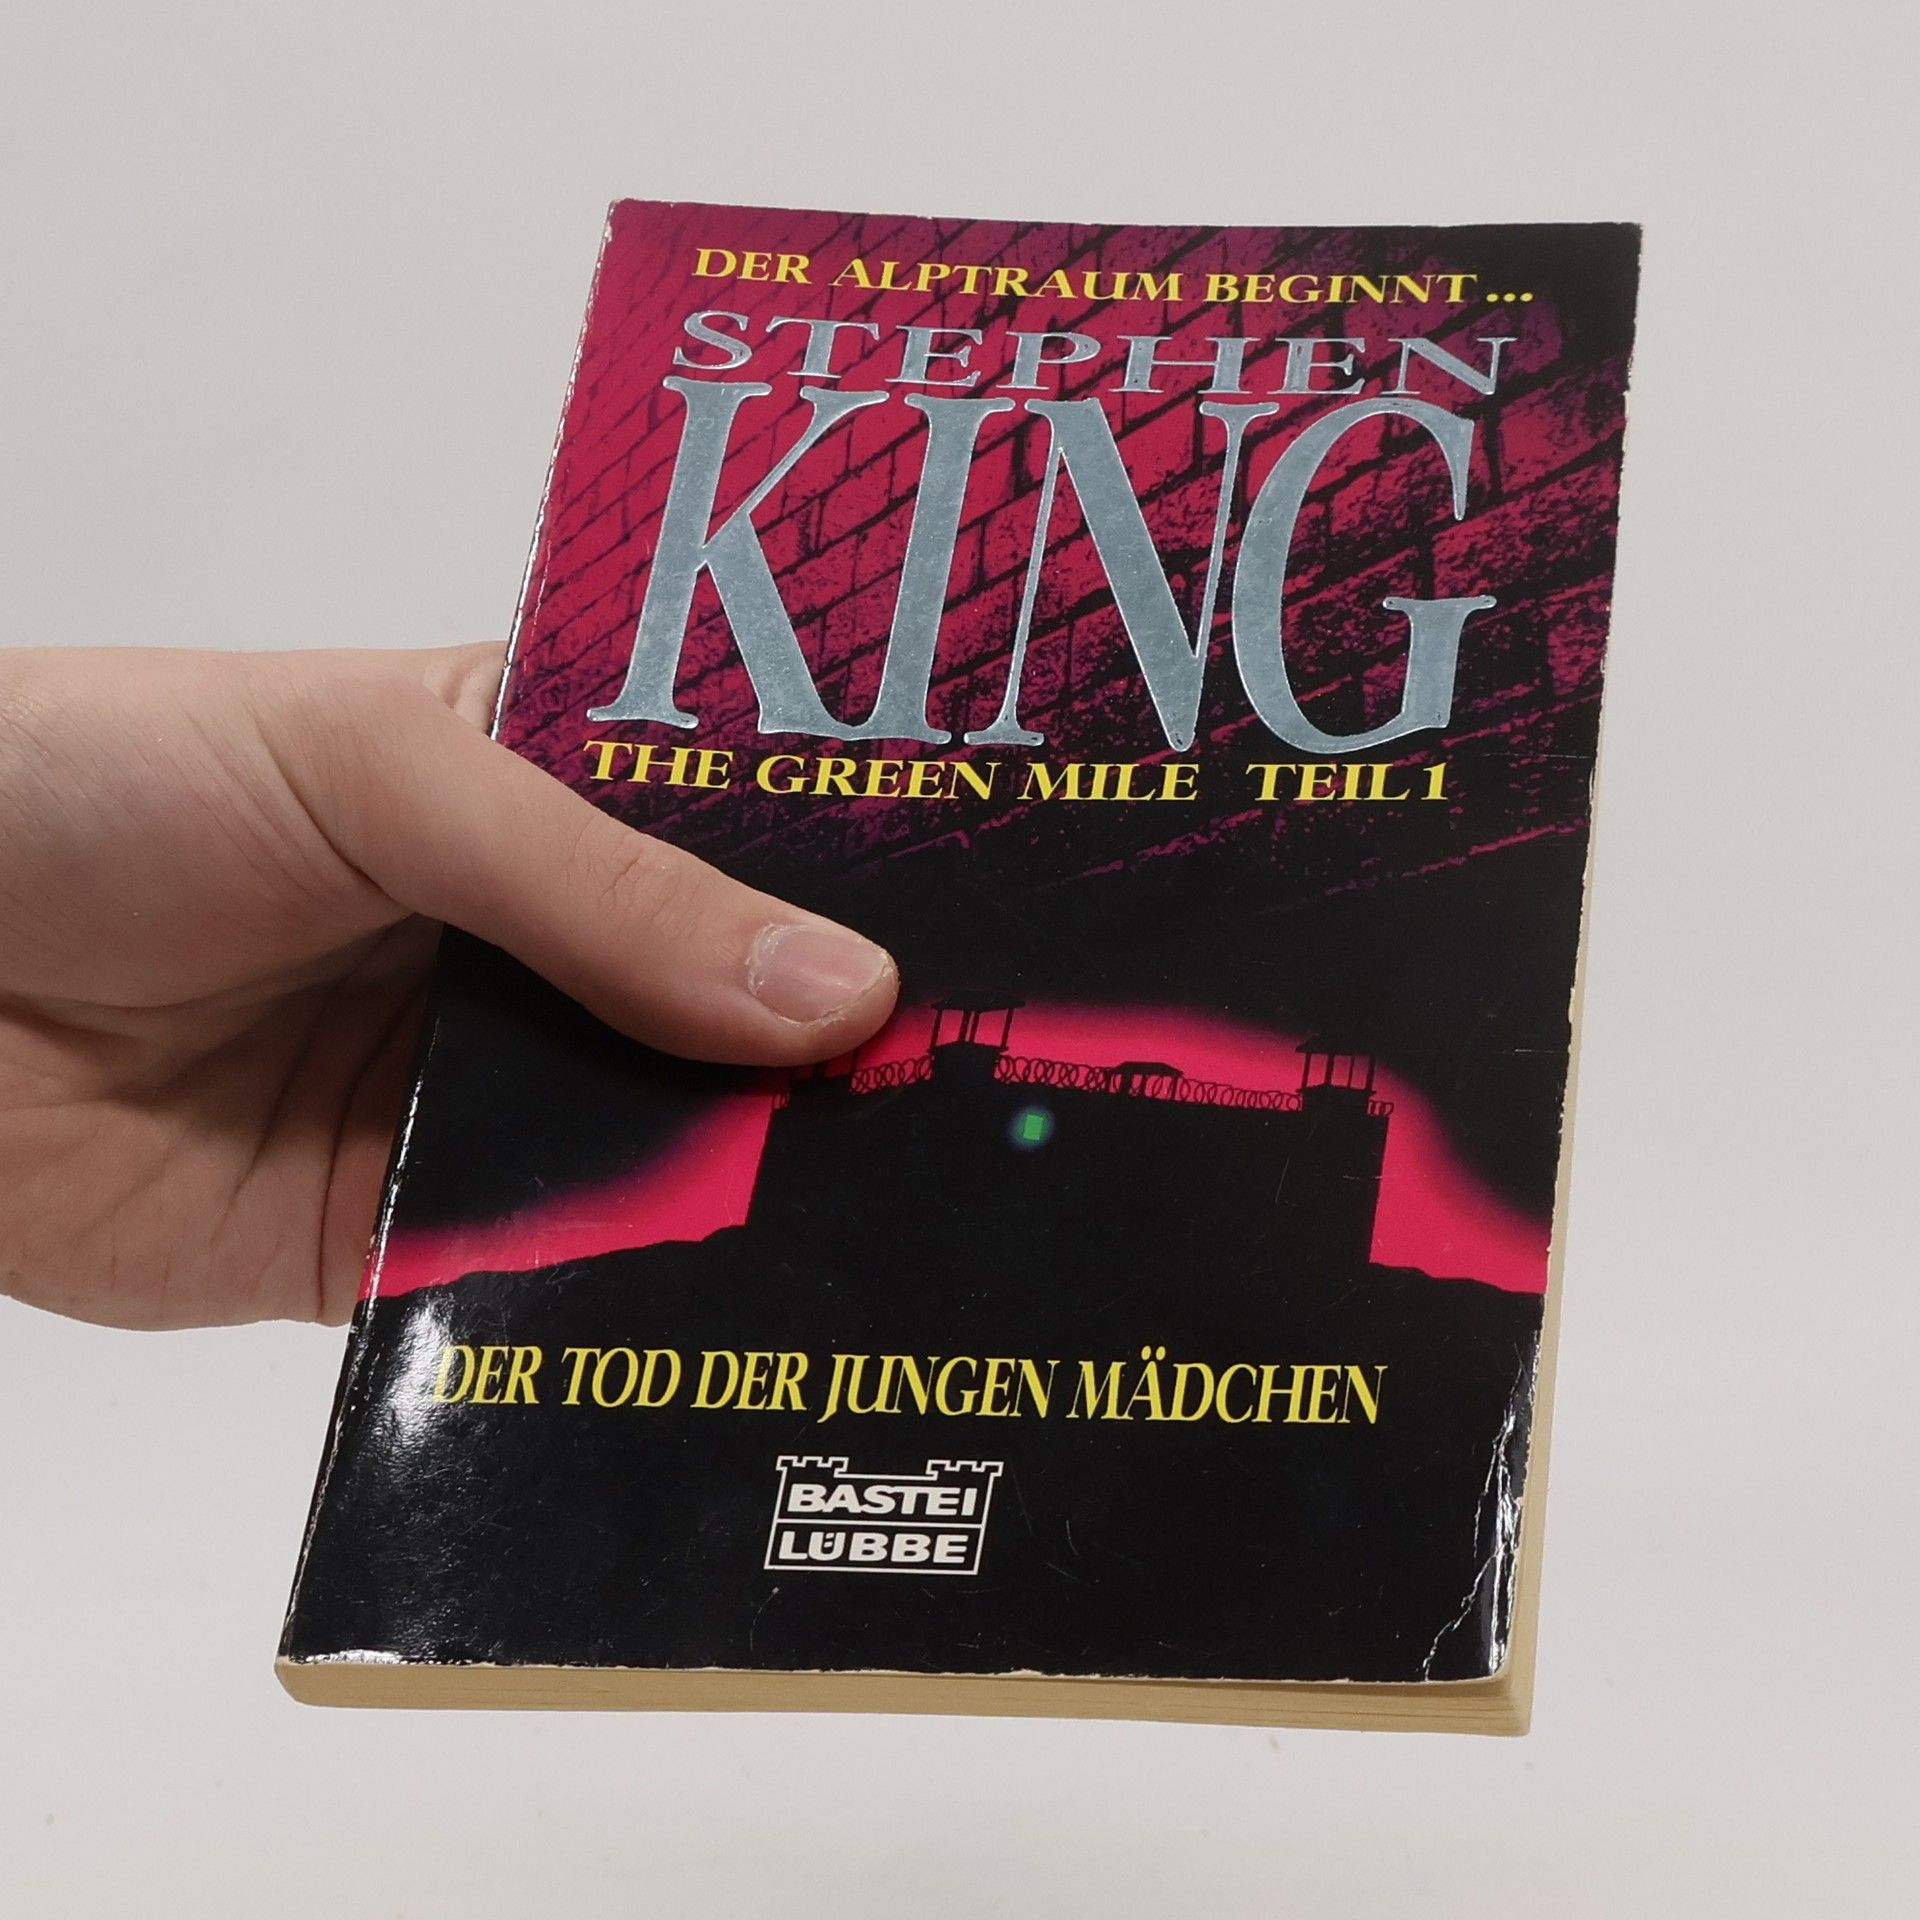 DER ALPTRAUM BEGINNT...
STEPHEN
KING
THE GREEN MILE TEIL 1
DER TOD DER JUNGEN MÄDCHEN
BASTEI
LÜBBE